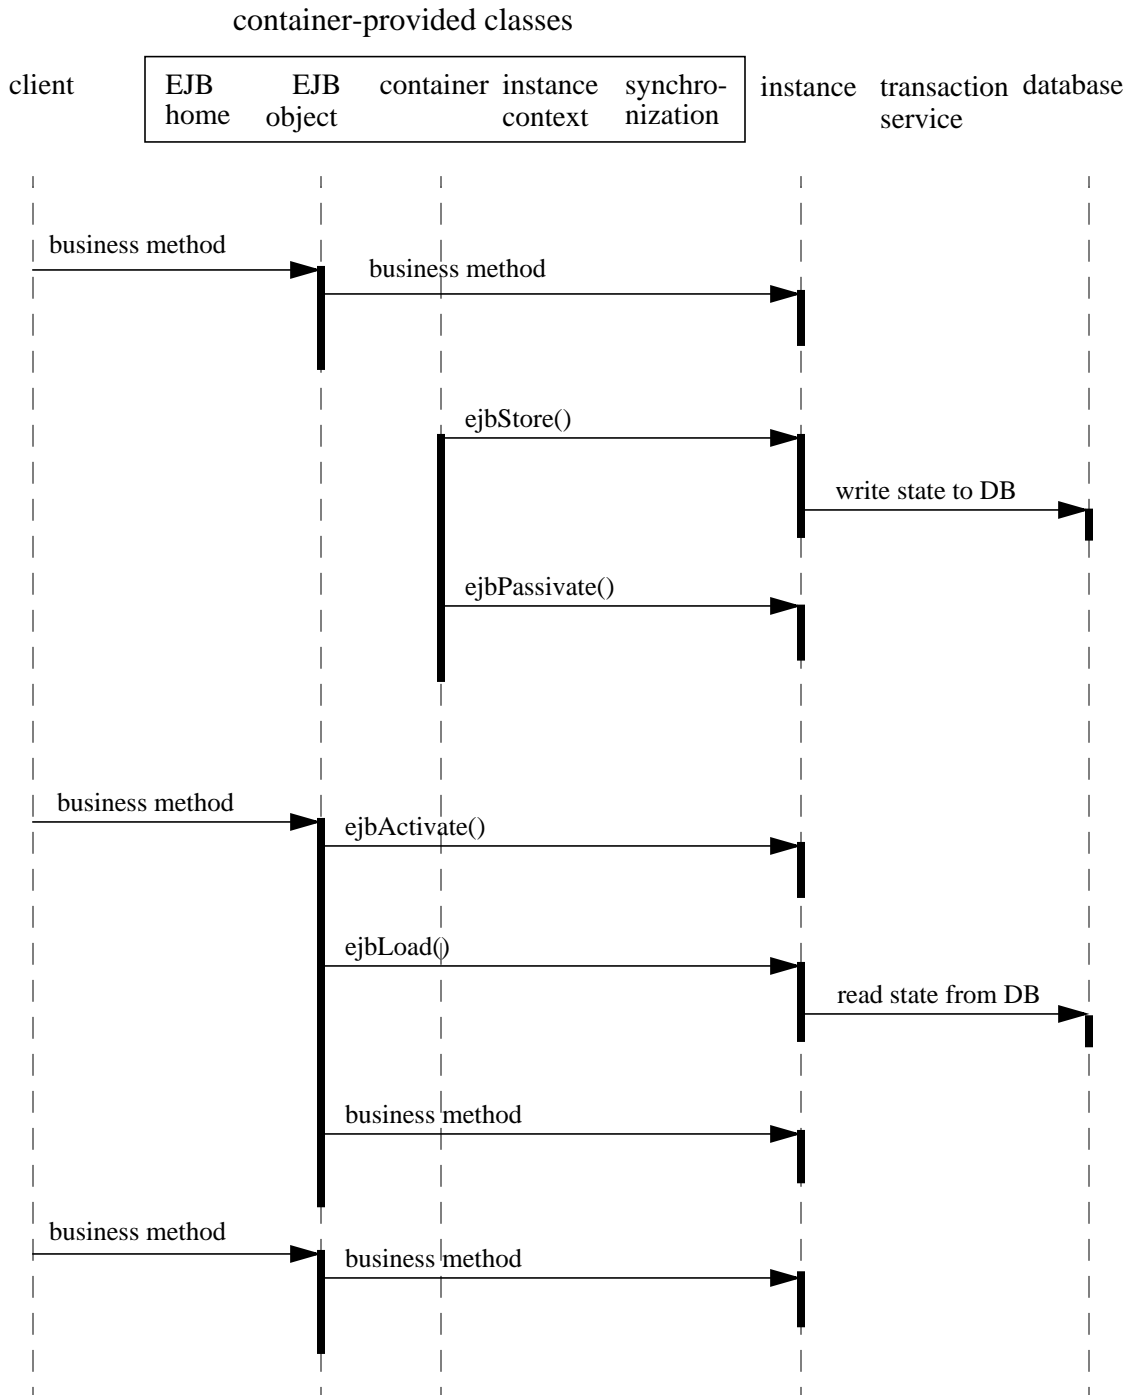 container-provided classes
client EJB EJB container instance synchro- instance transaction database
home object context nization service
business method
business method
ejbStore()
write state to DB
ejbPassivate()
business method
ejbActivate()
ejbLoad()
read state from DB
business method
business method
business method